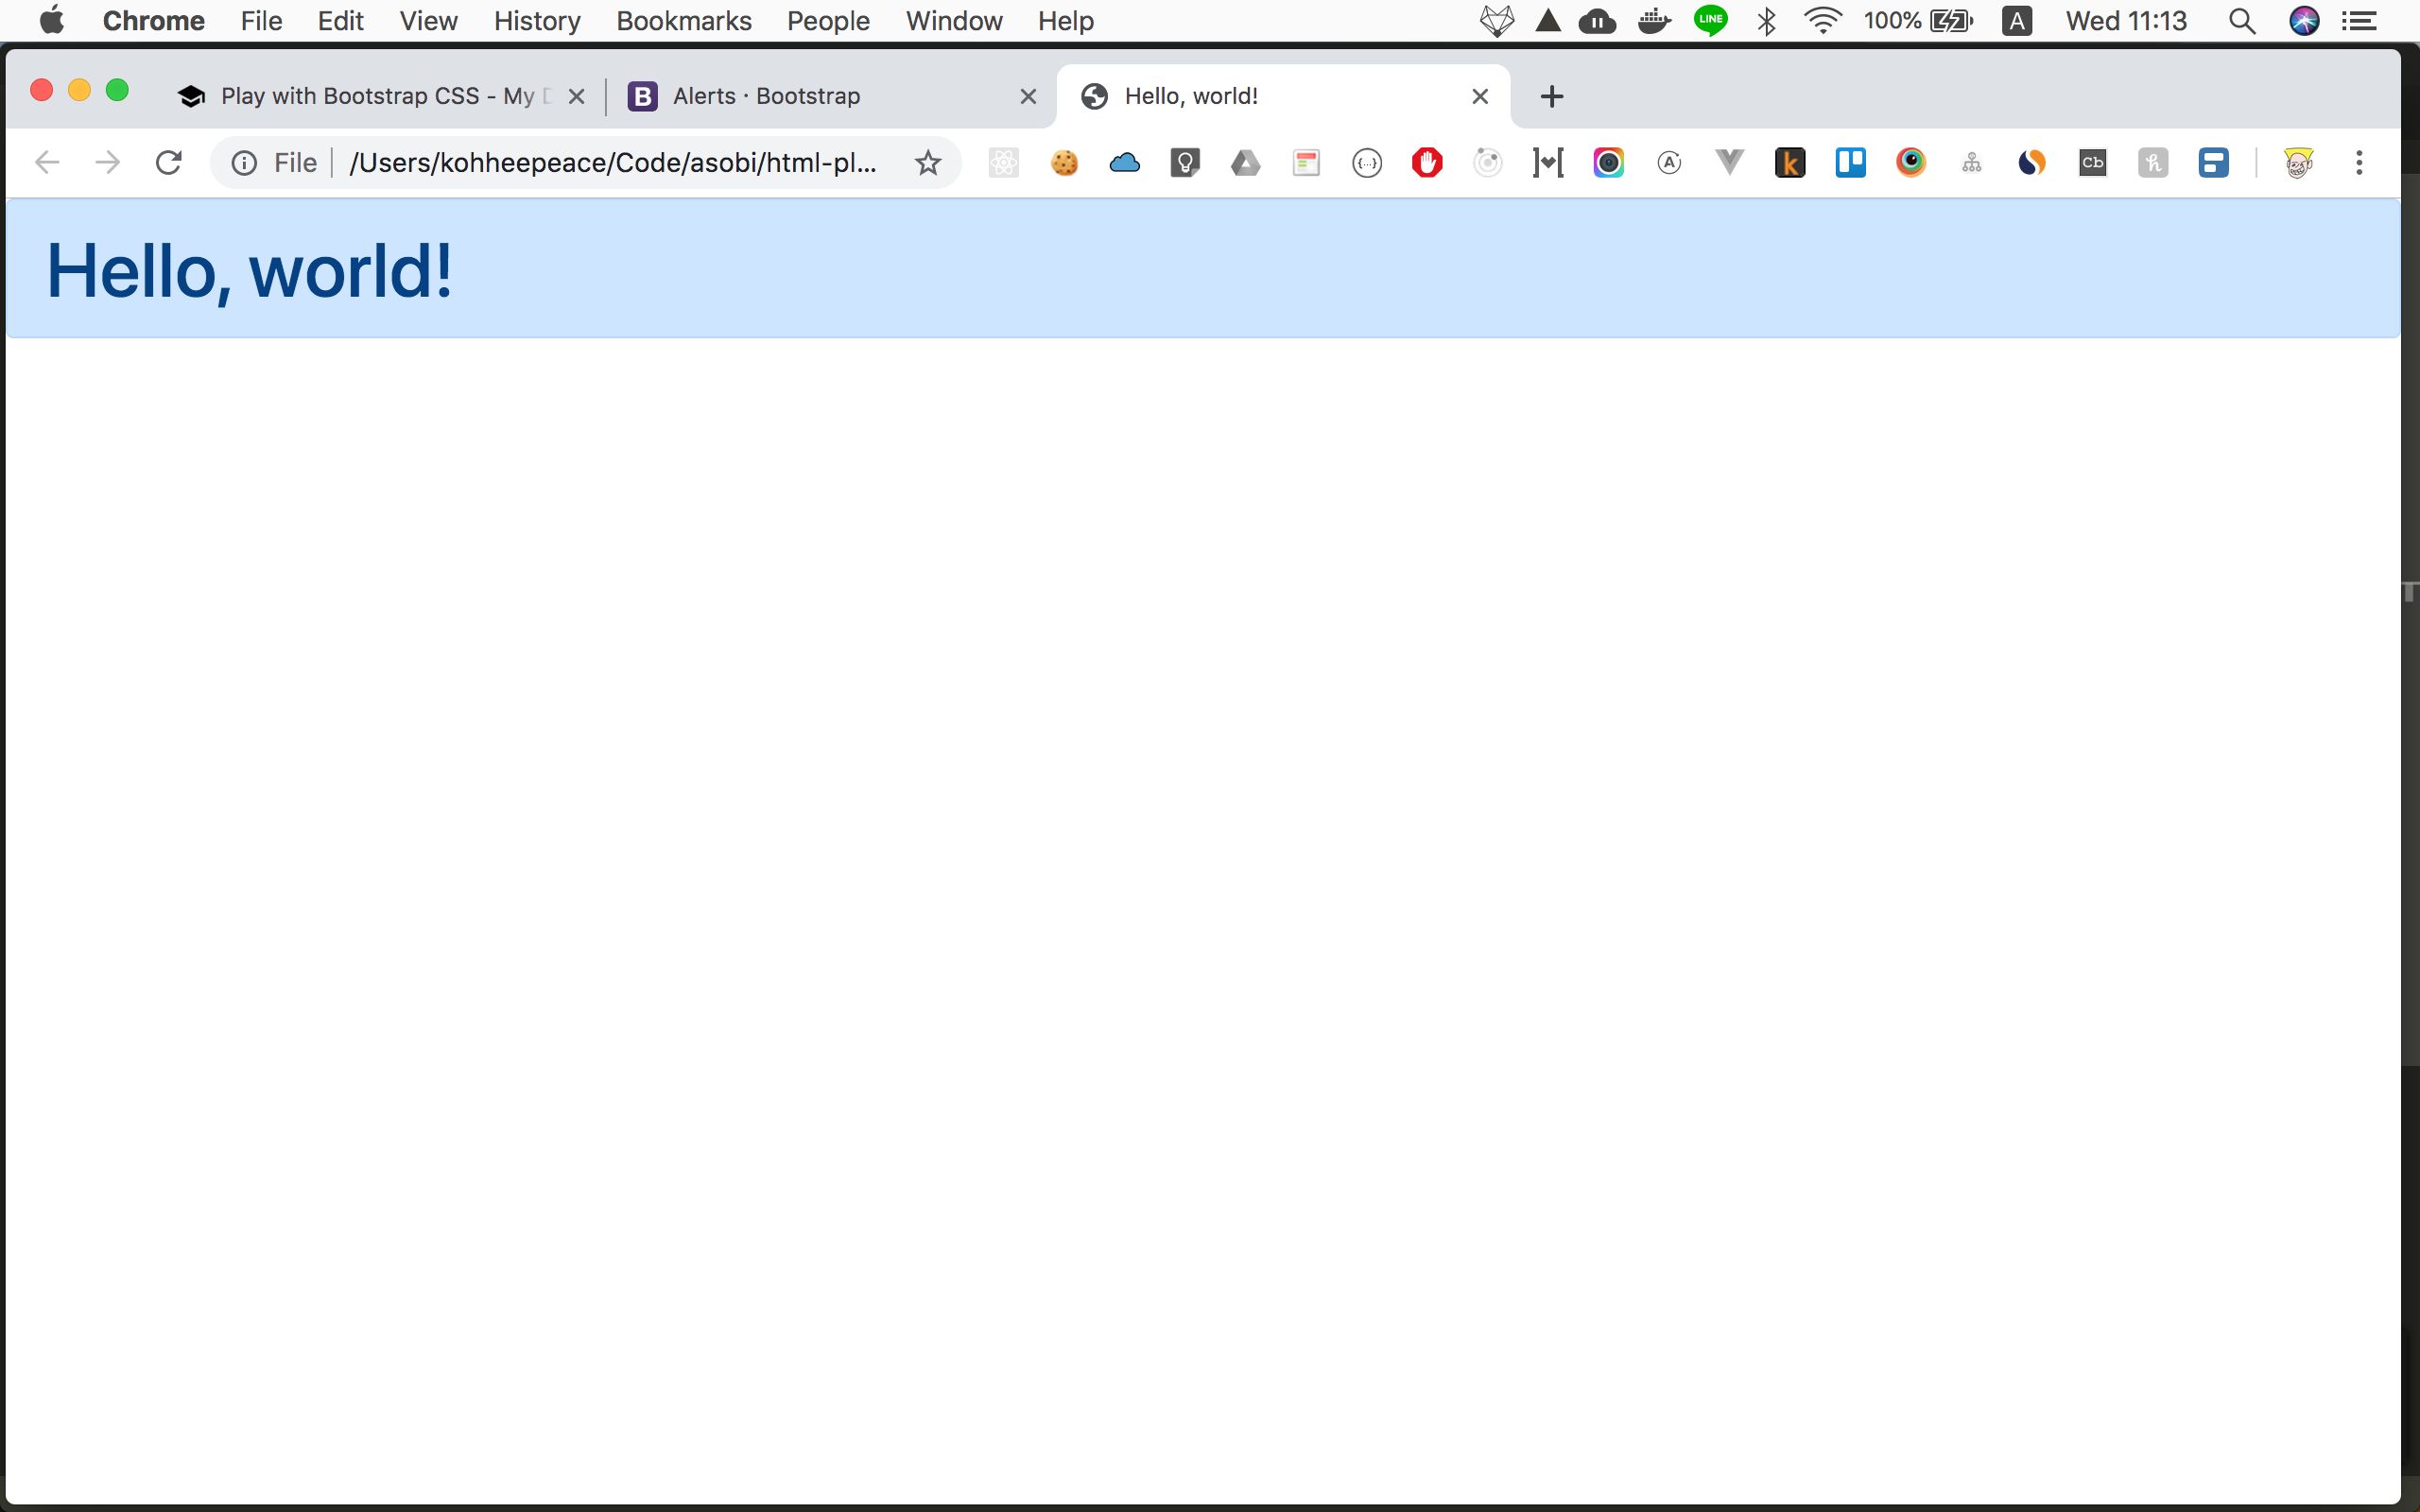 Chrome File Edit View History Bookmarks People Window Help LINE 100% A Wed 11:13
Play with Bootstrap CSS - My B Alerts · Bootstrap Hello, world!
File /Users/kohheepeace/Code/asobi/html-pl... {...} A k Cb h
Hello, world!